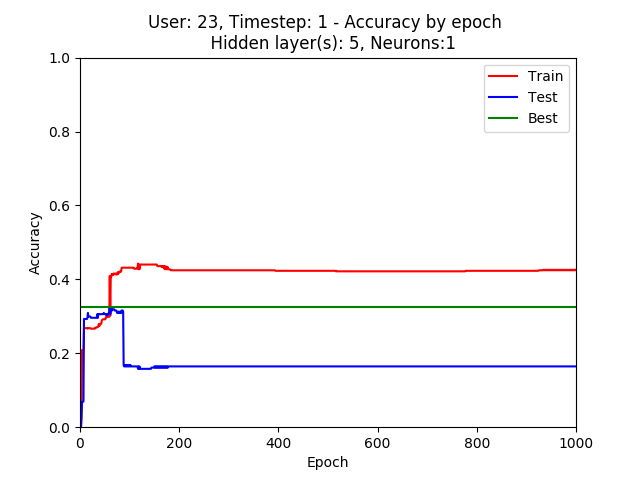 User: 23, Timestep: 1 - Accuracy by epoch
Hidden layer(s): 5, Neurons:1
Train
Test
Best
1.0
0.8
0.6
0.4
0.2
0.0
Accuracy
0
200
400
600
800
1000
Epoch